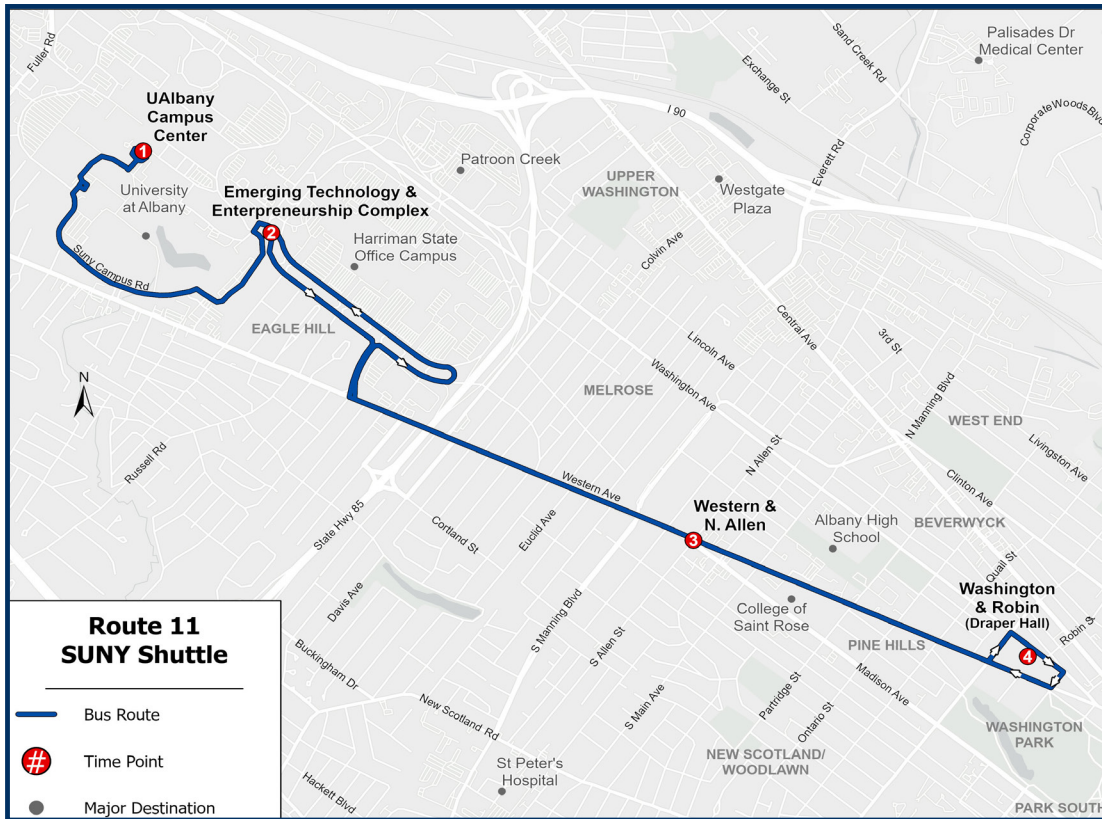 Fuller Rd
UAlbany
Campus
Center
1
University
at Albany
Suny Campus Rd
Emerging Technology &
Enterpreneurship Complex
2
Harriman State
Office Campus
EAGLE HILL
Patroon Creek
I 90
Exchange St
Sand Creek Rd
Palisades Dr
Medical Center
Corporate Woods Blvd
Everett Rd
UPPER
WASHINGTON
Westgate
Plaza
Colvin Ave
Central Ave
3rd St
Lincoln Ave
Washington Ave
MELROSE
N Manning Blvd
WEST END
Livingston Ave
N Allen St
Clinton Ave
BEVERWYCK
Quail St
N
Russell Rd
State Hwy 85
Western Ave
Cortland St
Euclid Ave
Western &
N. Allen
3
Albany High
School
College of
Saint Rose
Washington
& Robin
(Draper Hall)
Robin St
4
PINE HILLS
Madison Ave
WASHINGTON
PARK
PARK SOUTH
Davis Ave
S Manning Blvd
S Allen St
S Main Ave
Partridge St
Ontario St
NEW SCOTLAND/
WOODLAWN
Buckingham Dr
New Scotland Rd
St Peter's
Hospital
Hackett Blvd
Route 11
SUNY Shuttle
Bus Route
# Time Point
Major Destination